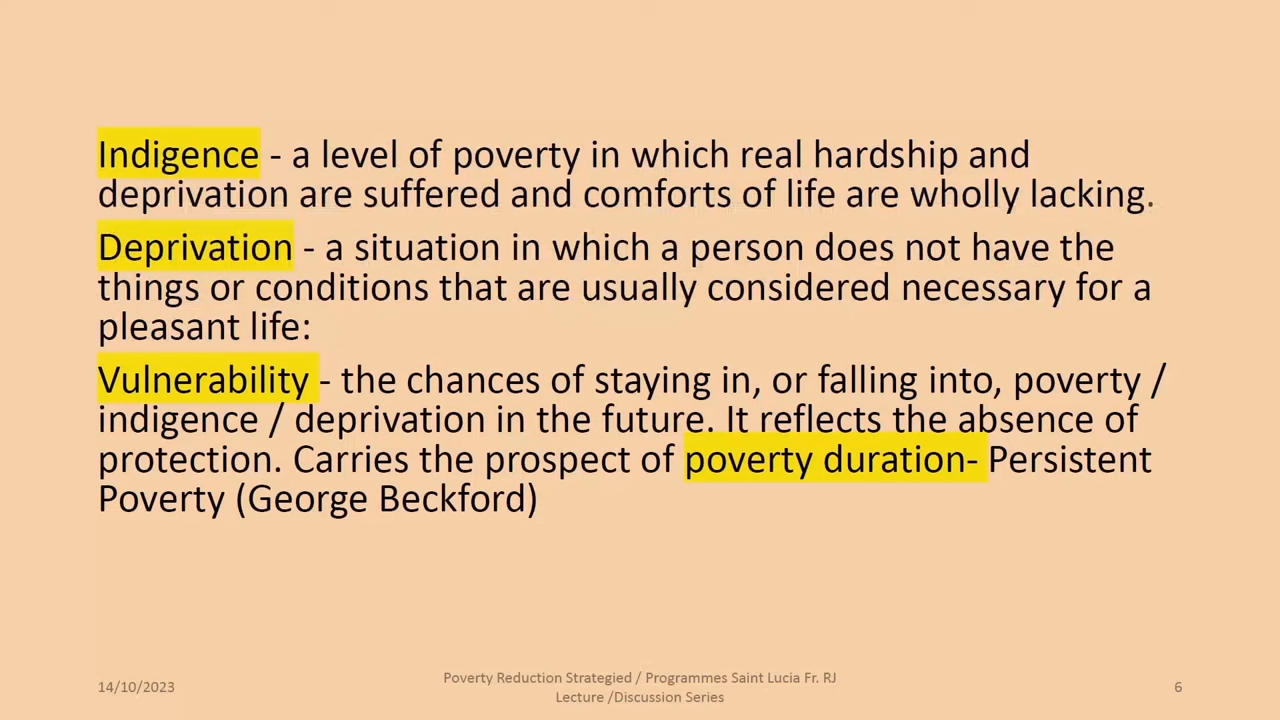 Indigence - a level of poverty in which real hardship and
deprivation are suffered and comforts of life are wholly lacking.
Deprivation - a situation in which a person does not have the
things or conditions that are usually considered necessary for a
pleasant life:
Vulnerability - the chances of staying in, or falling into, poverty /
indigence / deprivation in the future. It reflects the absence of
protection. Carries the prospect of poverty duration- Persistent
Poverty (George Beckford)
14/10/2023
Poverty Reduction Strategied / Programmes Saint Lucia Fr. RJ
Lecture /Discussion Series
6